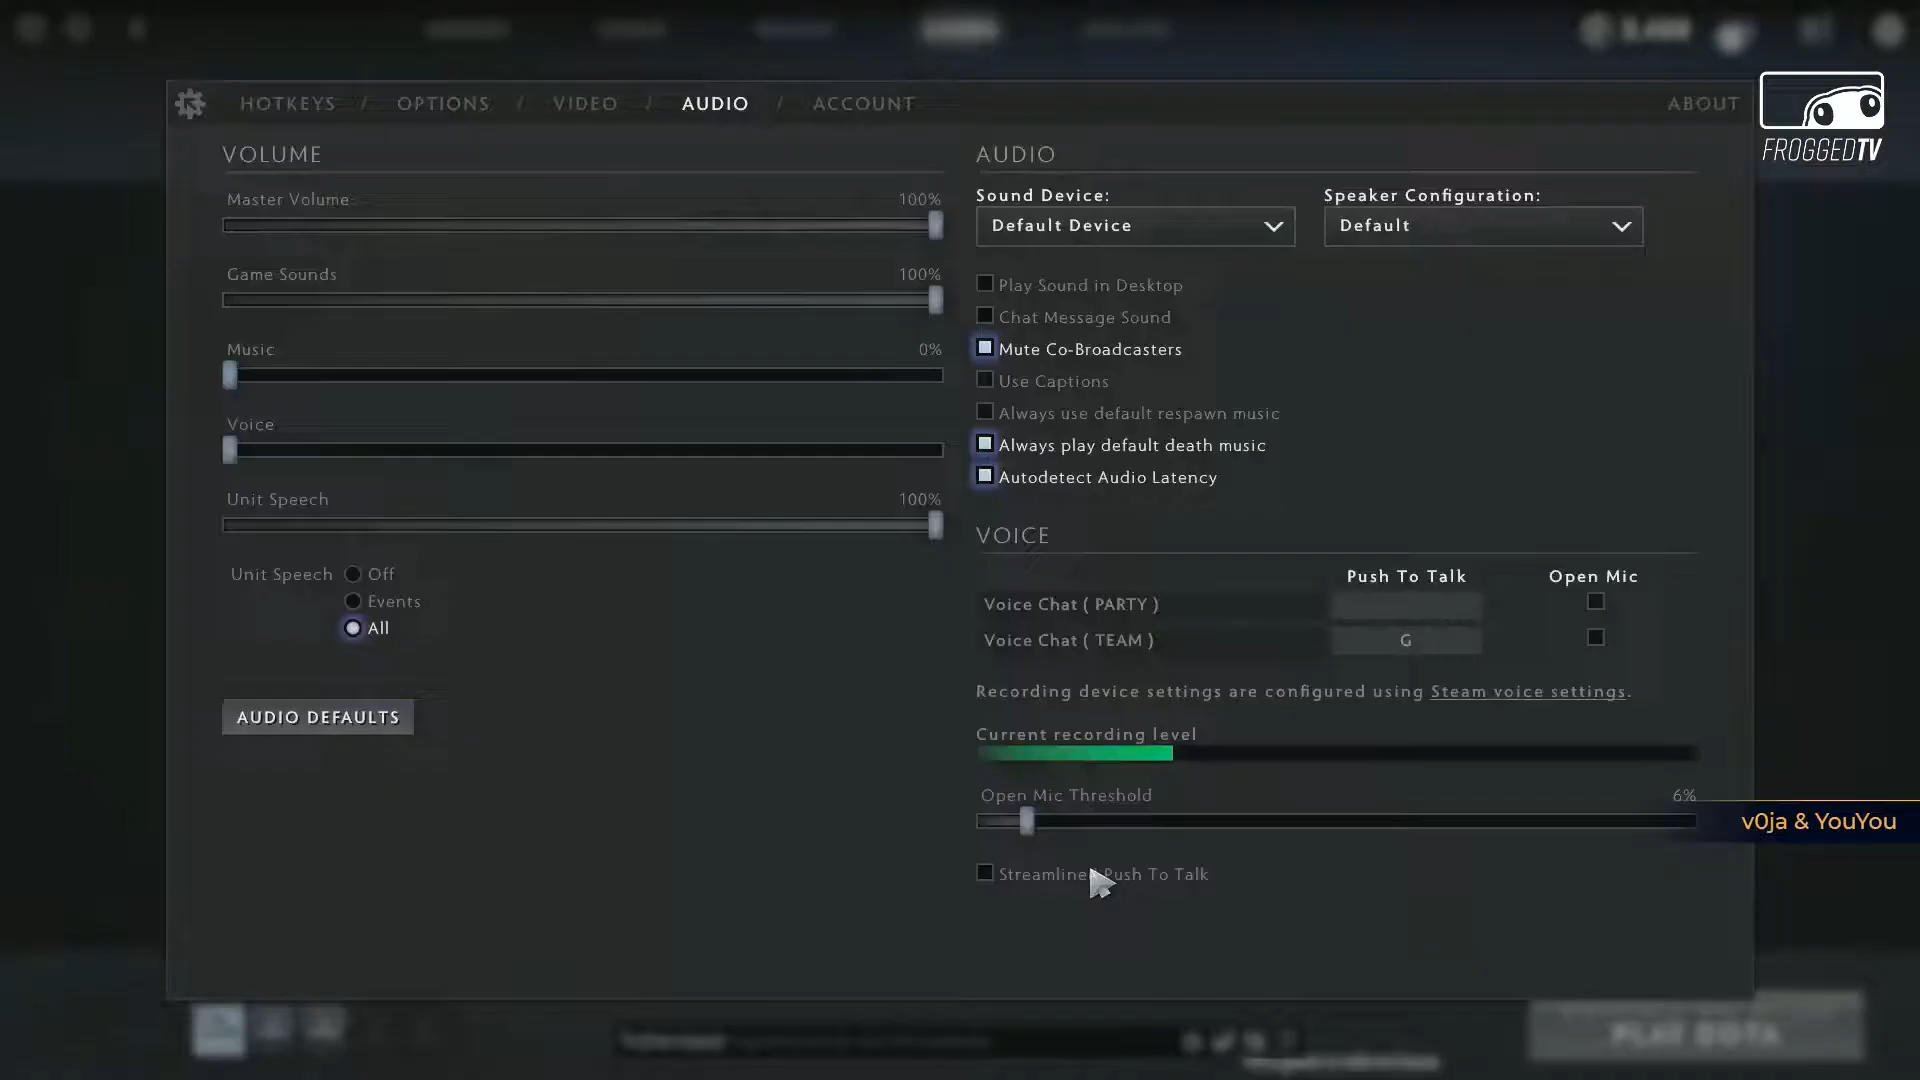 HOTKEYS / OPTIONS / VIDEO / AUDIO / ACCOUNT
ABOUT
FROGGEDTV
VOLUME
Master Volume 100%
Game Sounds 100%
Music 0%
Voice
Unit Speech 100%
Unit Speech Off
Events
All
AUDIO DEFAULTS
AUDIO
Sound Device: Speaker Configuration:
Default Device Default
Play Sound in Desktop
Chat Message Sound
Mute Co-Broadcasters
Use Captions
Always use default respawn music
Always play default death music
Autodetect Audio Latency
VOICE
Push To Talk Open Mic
Voice Chat ( PARTY )
Voice Chat ( TEAM ) G
Recording device settings are configured using Steam voice settings.
Current recording level
Open Mic Threshold 6%
v0ja & YouYou
Streamlined Push To Talk
PLAY DOTA